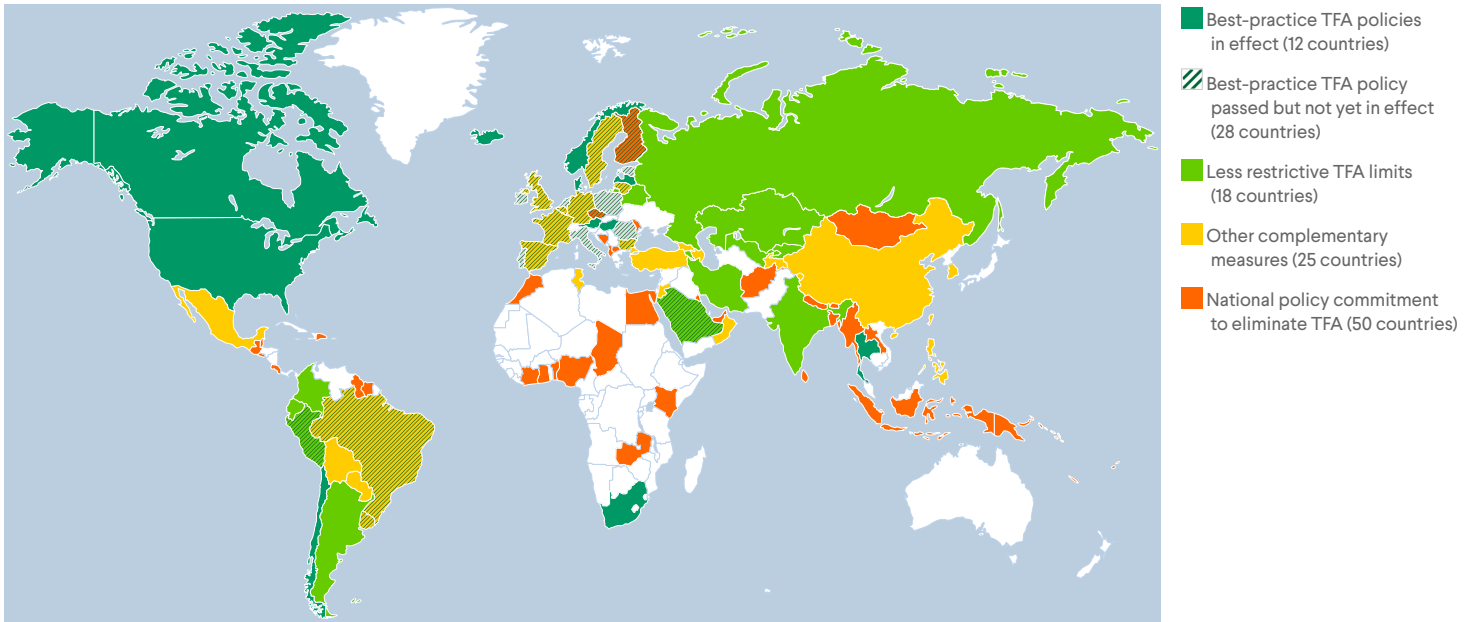 Best-practice TFA policies
in effect (12 countries)
Best-practice TFA policy
passed but not yet in effect
(28 countries)
Less restrictive TFA limits
(18 countries)
Other complementary
measures (25 countries)
National policy commitment
to eliminate TFA (50 countries)